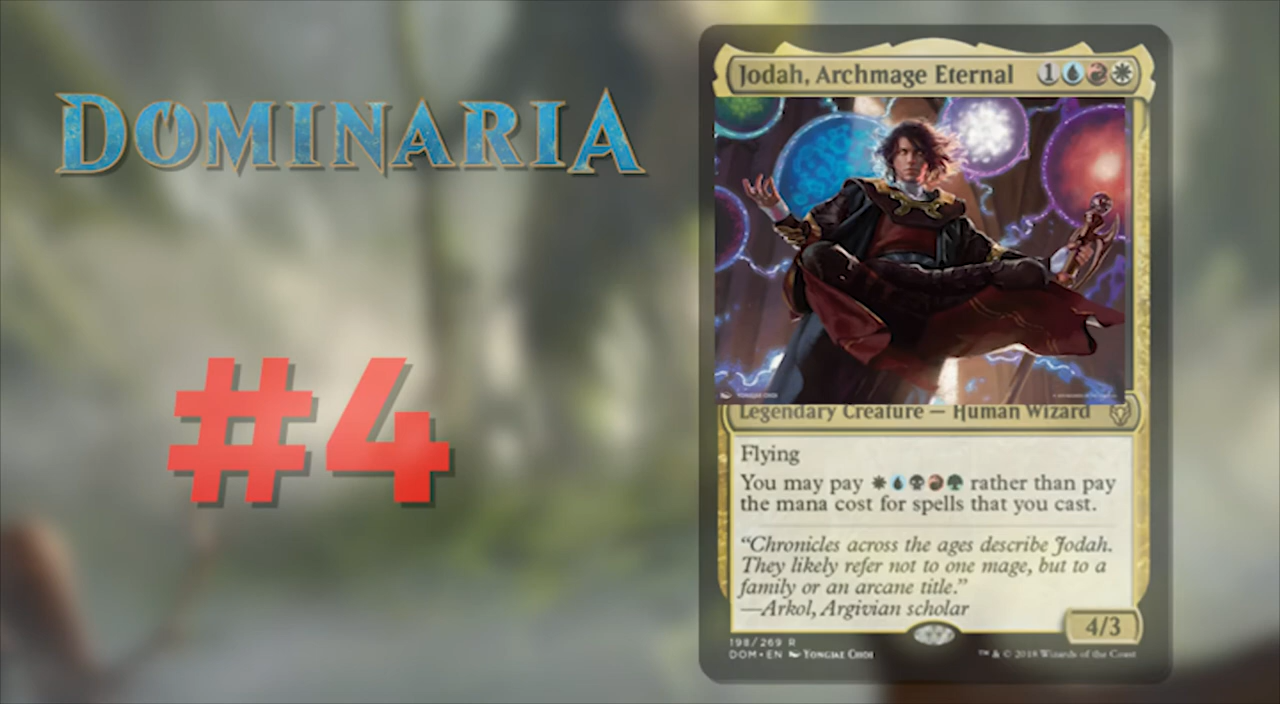 DOMINARIA
#4
Jodah, Archmage Eternal 1
Legendary Creature — Human Wizard
Flying
You may pay rather than pay
the mana cost for spells that you cast.
“Chronicles across the ages describe Jodah.
They likely refer not to one mage, but to a
family or an arcane title.”
—Arkol, Argivian scholar
4/3
198/269 R
DOM • EN YONGJAE CHOI
™ & © 2018 Wizards of the Coast
YONGJAE CHOI